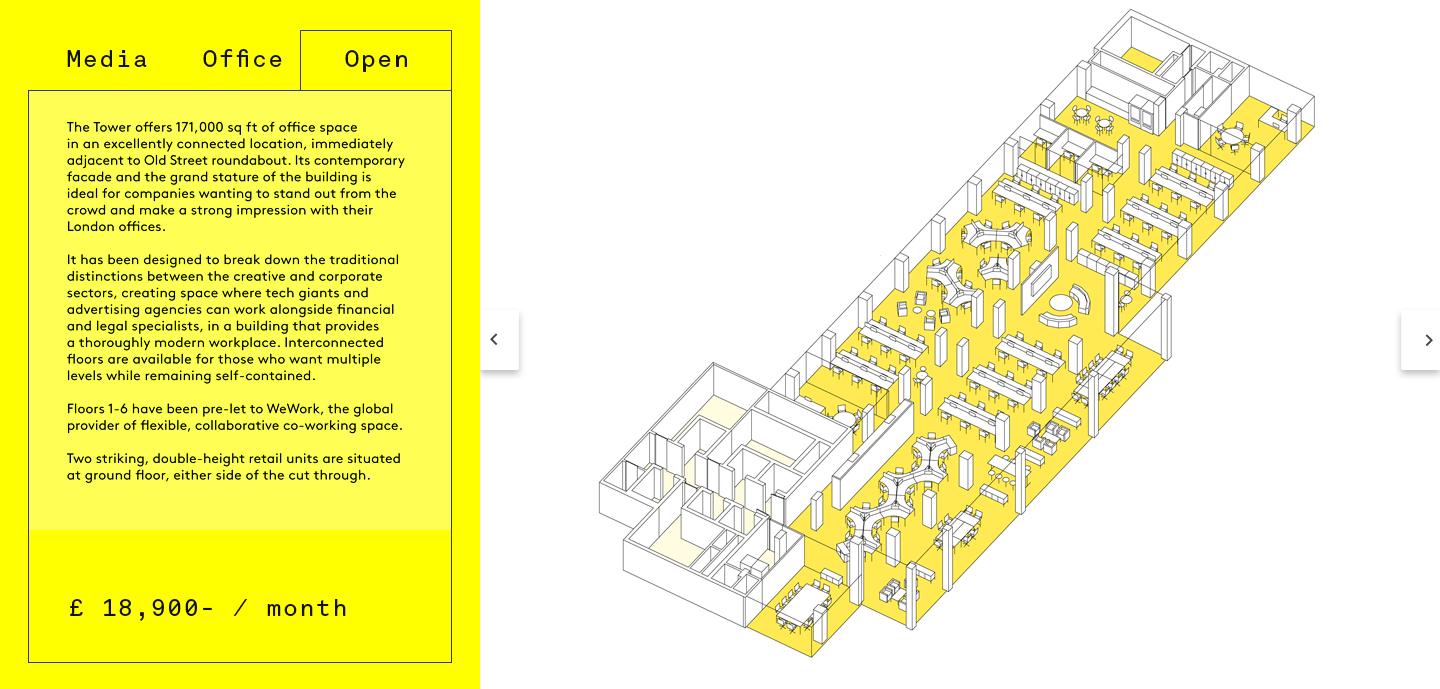 Media Office Open
The Tower offers 171,000 sq ft of office space
in an excellently connected location, immediately
adjacent to Old Street roundabout. Its contemporary
facade and the grand stature of the building is
ideal for companies wanting to stand out from the
crowd and make a strong impression with their
London offices.
It has been designed to break down the traditional
distinctions between the creative and corporate
sectors, creating space where tech giants and
advertising agencies can work alongside financial
and legal specialists, in a building that provides
a thoroughly modern workplace. Interconnected
floors are available for those who want multiple
levels while remaining self-contained.
Floors 1-6 have been pre-let to WeWork, the global
provider of flexible, collaborative co-working space.
Two striking, double-height retail units are situated
at ground floor, either side of the cut through.
£ 18,900- / month